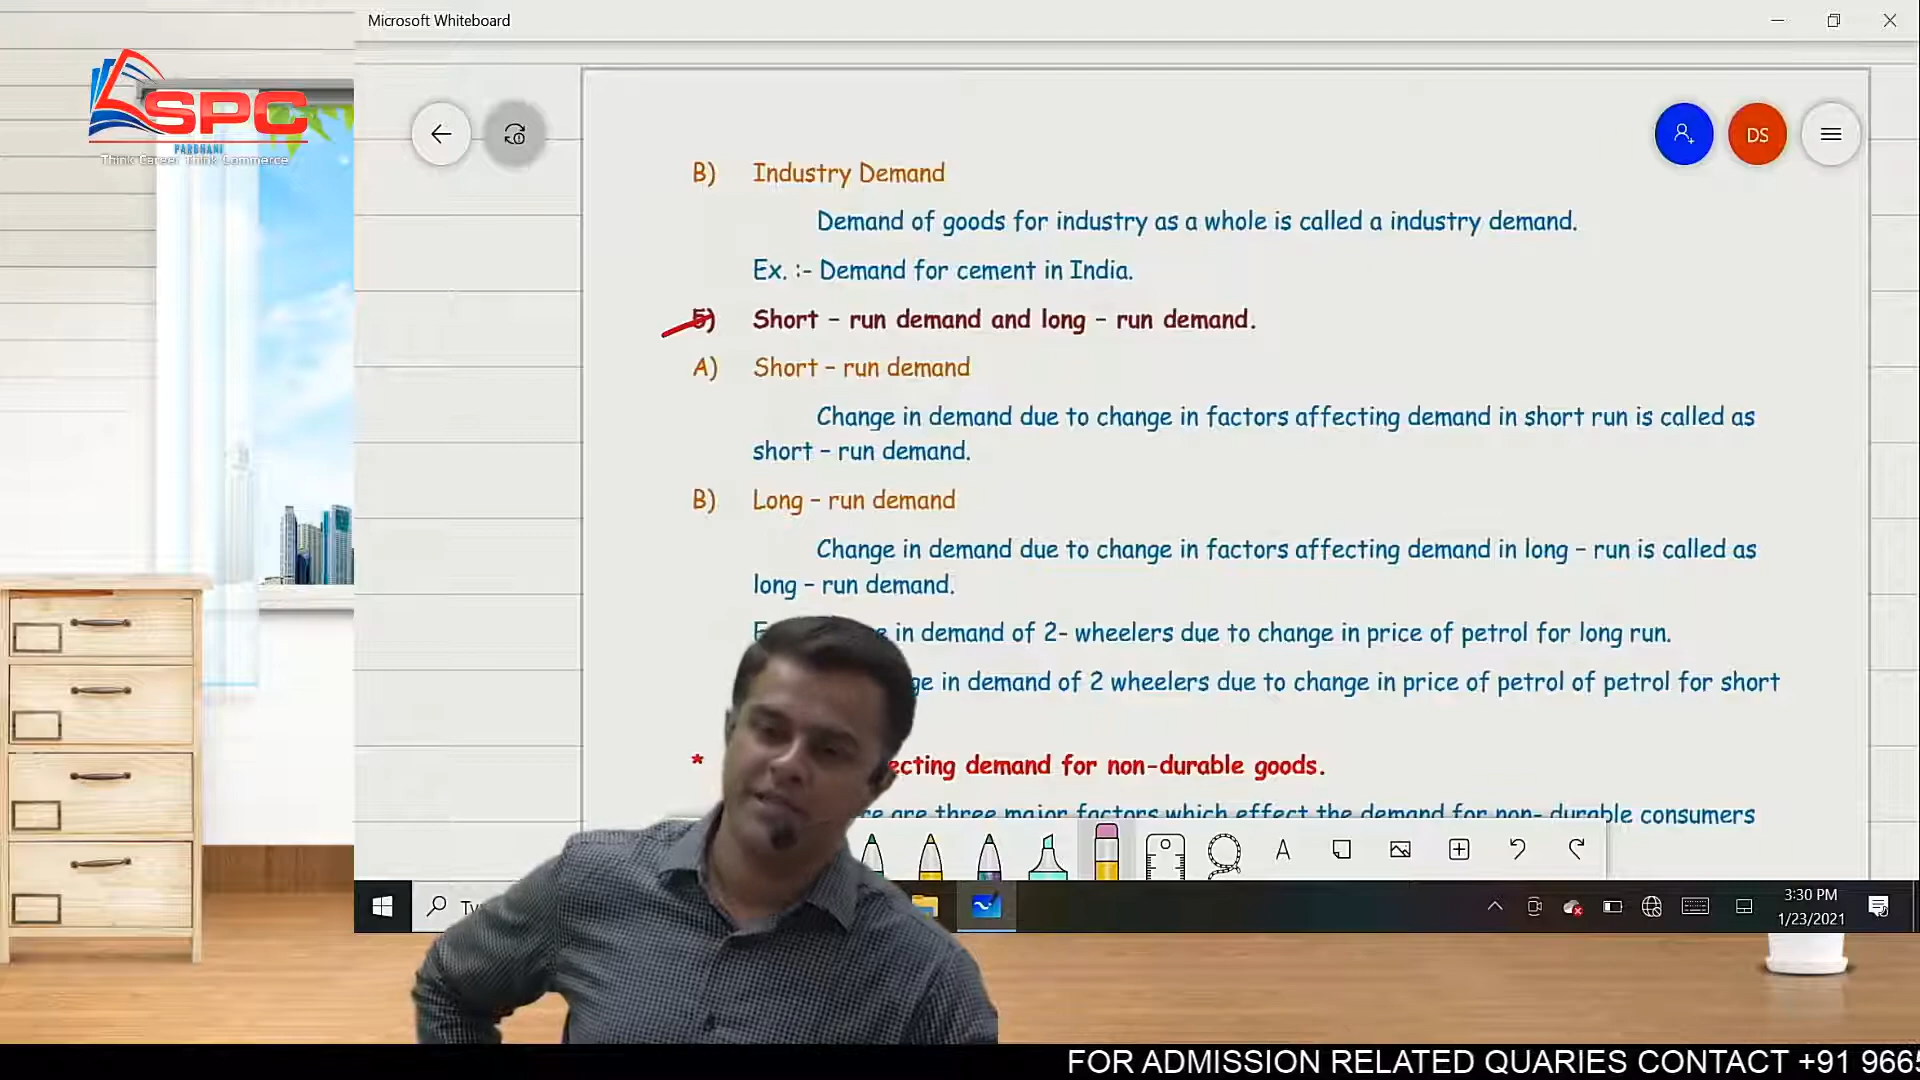 Microsoft Whiteboard
SPC
PARBHANI
Think Career Think Commerce
DS
B) Industry Demand
Demand of goods for industry as a whole is called a industry demand.
Ex. :- Demand for cement in India.
5) Short - run demand and long - run demand.
A) Short - run demand
Change in demand due to change in factors affecting demand in short run is called as
short - run demand.
B) Long - run demand
Change in demand due to change in factors affecting demand in long - run is called as
long - run demand.
in demand of 2- wheelers due to change in price of petrol for long run.
in demand of 2 wheelers due to change in price of petrol of petrol for short
* demand for non-durable goods.
are three major factors which effect the demand for non- durable consumers
A
3:30 PM
1/23/2021
FOR ADMISSION RELATED QUARIES CONTACT +91 966